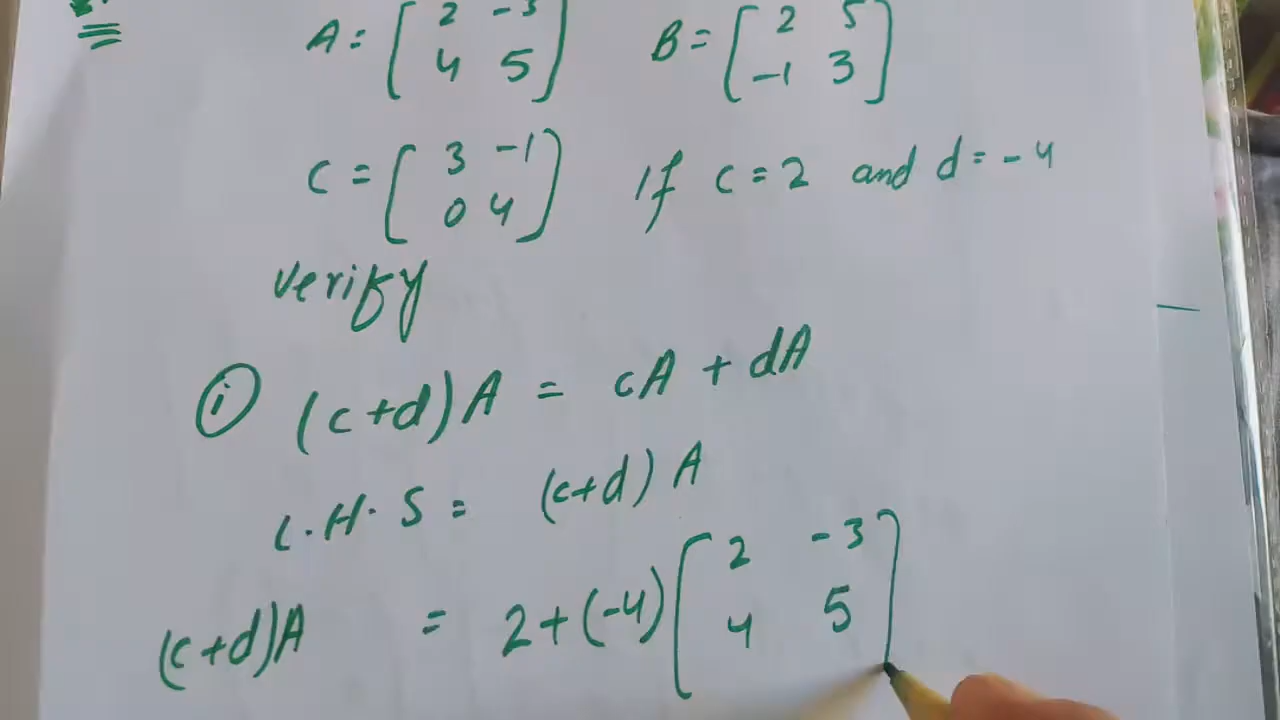 A = [ 2 -3 B = [ 2 5
4 5 ] -1 3 ]
C = [ 3 -1 If c = 2 and d = -4
0 4 ]
verify
(i) (c+d)A = cA + dA
L.H.S = (c+d) A
(c+d)A = 2+(-4) [ 2 -3
4 5 ]